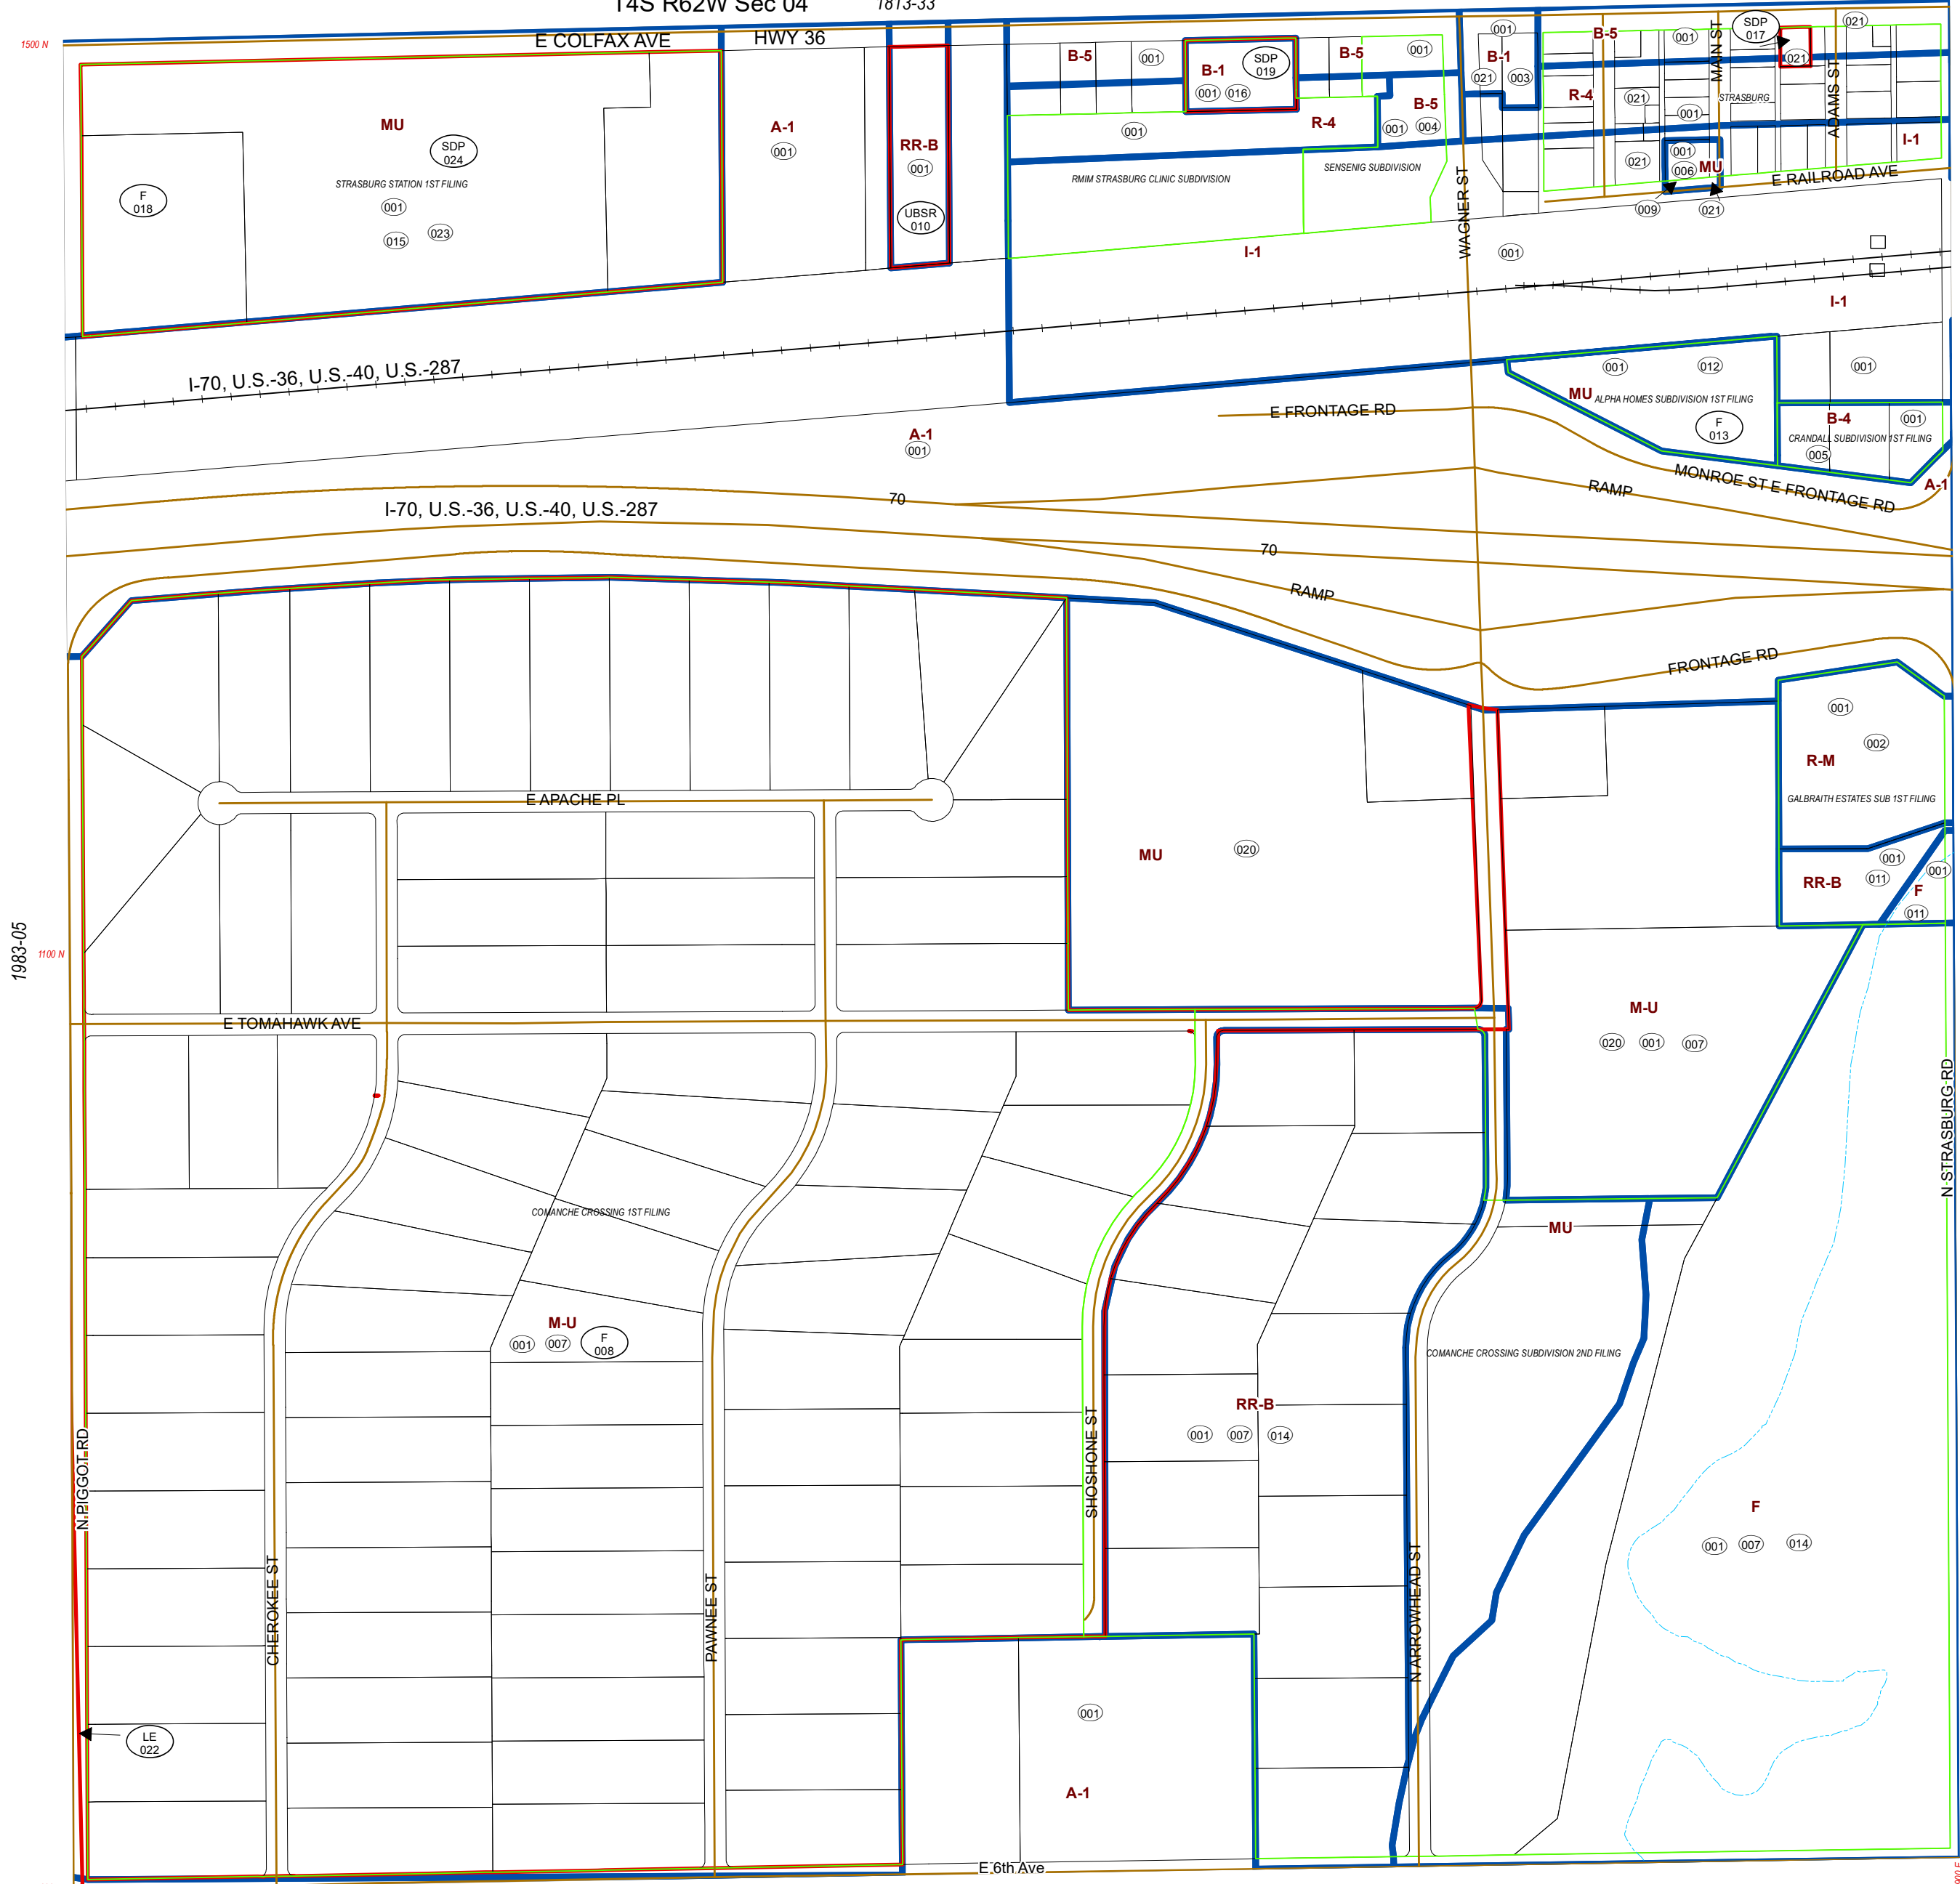 T4S R62W Sec 04
1813-33
1500 N
E COLFAX AVE
HWY 36
MU
SDP
024
F
018
STRASBURG STATION 1ST FILING
001
015
023
A-1
001
RR-B
001
UBSR
010
B-5
001
B-1
SDP
019
001
016
B-5
001
B-5
001
004
001
R-4
RMIM STRASBURG CLINIC SUBDIVISION
SENSENIG SUBDIVISION
I-1
WAGNER ST
001
B-1
021
003
B-5
001
MAIN ST
SDP
017
021
021
ADAMS ST
R-4
021
STRASBURG
001
021
001
006
MU
I-1
E RAILROAD AVE
009
021
001
I-1
I-70, U.S.-36, U.S.-40, U.S.-287
001
012
001
MU
ALPHA HOMES SUBDIVISION 1ST FILING
F
013
B-4
001
CRANDALL SUBDIVISION 1ST FILING
005
E FRONTAGE RD
A-1
001
MONROE ST E FRONTAGE RD
A-1
RAMP
70
I-70, U.S.-36, U.S.-40, U.S.-287
70
RAMP
FRONTAGE RD
001
002
R-M
GALBRAITH ESTATES SUB 1ST FILING
E APACHE PL
MU
020
RR-B
001
011
001
F
011
1983-05
1100 N
E TOMAHAWK AVE
M-U
020
001
007
N STRASBURG RD
COMANCHE CROSSING 1ST FILING
MU
M-U
001
007
F
008
COMANCHE CROSSING SUBDIVISION 2ND FILING
RR-B
001
007
014
SHOSHONE ST
N PIGGOT RD
F
001
007
014
CHEROKEE ST
PAWNEE ST
N ARROWHEAD ST
001
LE
022
A-1
E 6th Ave